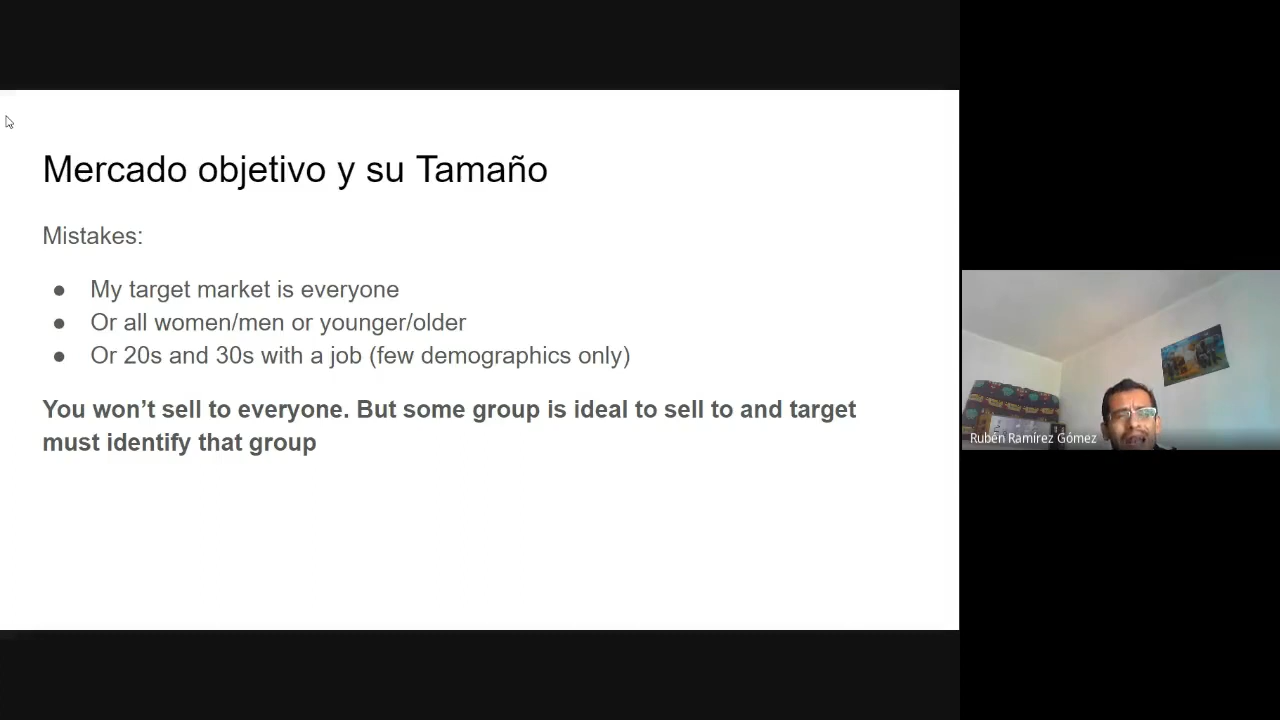 Mercado objetivo y su Tamaño
Mistakes:
● My target market is everyone
● Or all women/men or younger/older
● Or 20s and 30s with a job (few demographics only)
You won’t sell to everyone. But some group is ideal to sell to and target
must identify that group
Rubén Ramírez Gómez